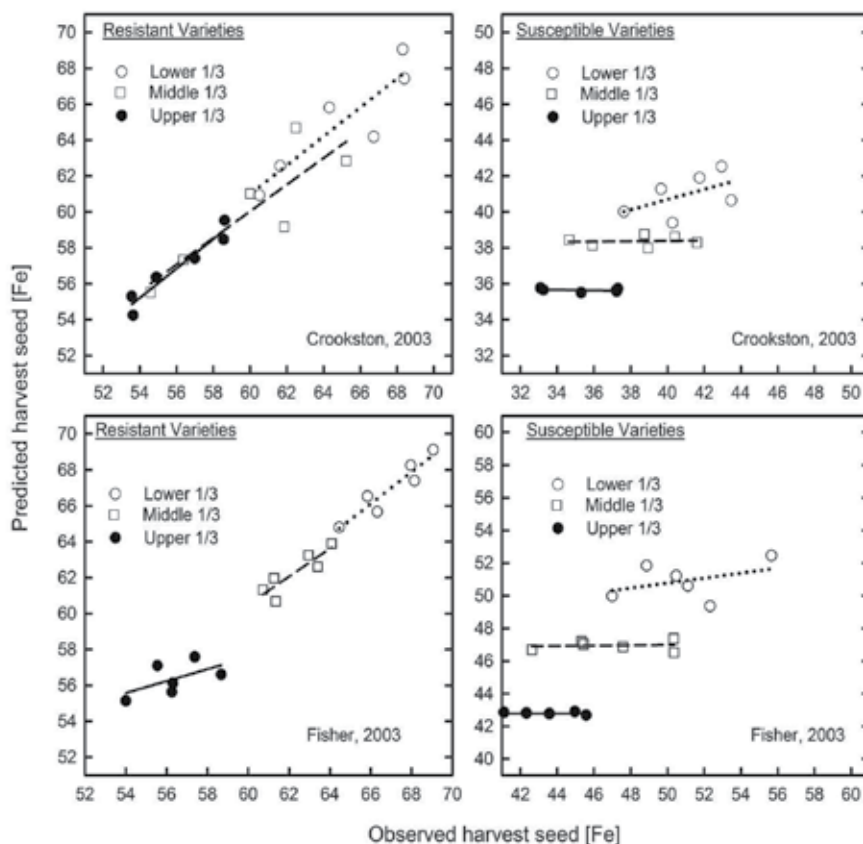 Predicted harvest seed [Fe]
70
68
66
64
62
60
58
56
54
52
Resistant Varieties
Lower 1/3
Middle 1/3
Upper 1/3
Crookston, 2003
52 54 56 58 60 62 64 66 68 70
50
48
46
44
42
40
38
36
34
32
Susceptible Varieties
Lower 1/3
Middle 1/3
Upper 1/3
Crookston, 2003
32 34 36 38 40 42 44 46 48 50
70
68
66
64
62
60
58
56
54
52
Resistant Varieties
Lower 1/3
Middle 1/3
Upper 1/3
Fisher, 2003
52 54 56 58 60 62 64 66 68 70
60
58
56
54
52
50
48
46
44
42
40
Susceptible Varieties
Lower 1/3
Middle 1/3
Upper 1/3
Fisher, 2003
42 44 46 48 50 52 54 56 58 60
Observed harvest seed [Fe]